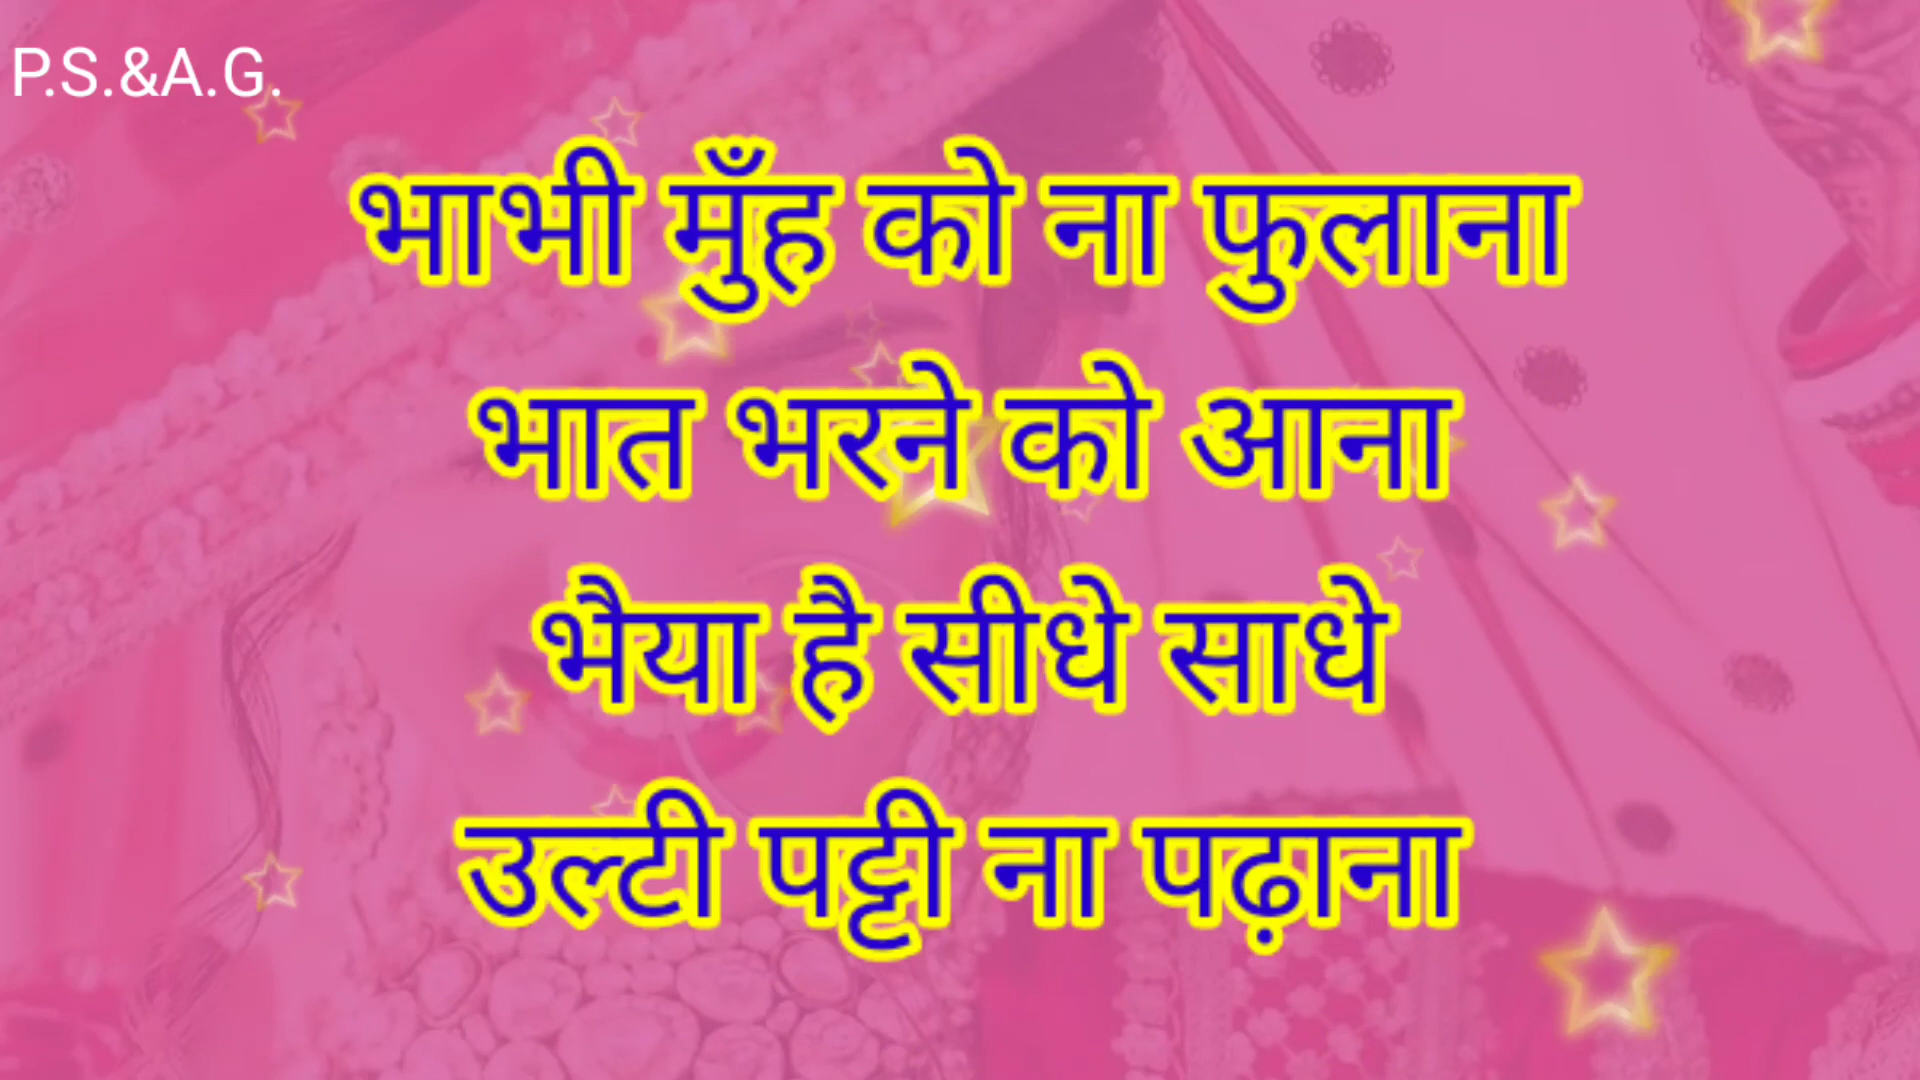 P.S.&A.G.
भाभी मुँह को ना फुलाना
भात भरने को आना
भैया है सीधे साधे
उल्टी पट्टी ना पढ़ाना